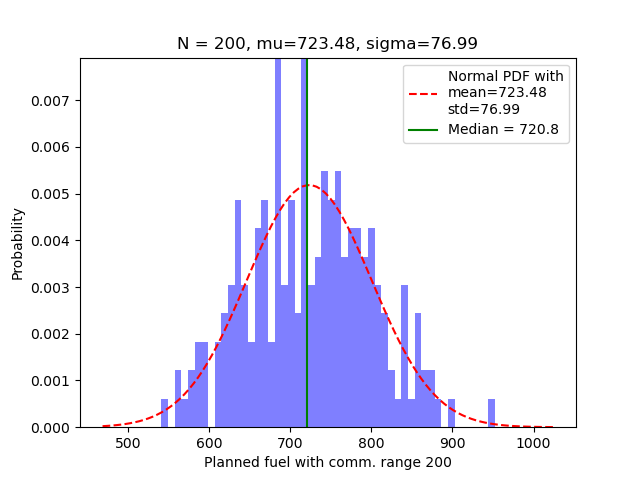 N = 200, mu=723.48, sigma=76.99
Normal PDF with
mean=723.48
std=76.99
Median = 720.8
Probability
0.007
0.006
0.005
0.004
0.003
0.002
0.001
0.000
500 600 700 800 900 1000
Planned fuel with comm. range 200